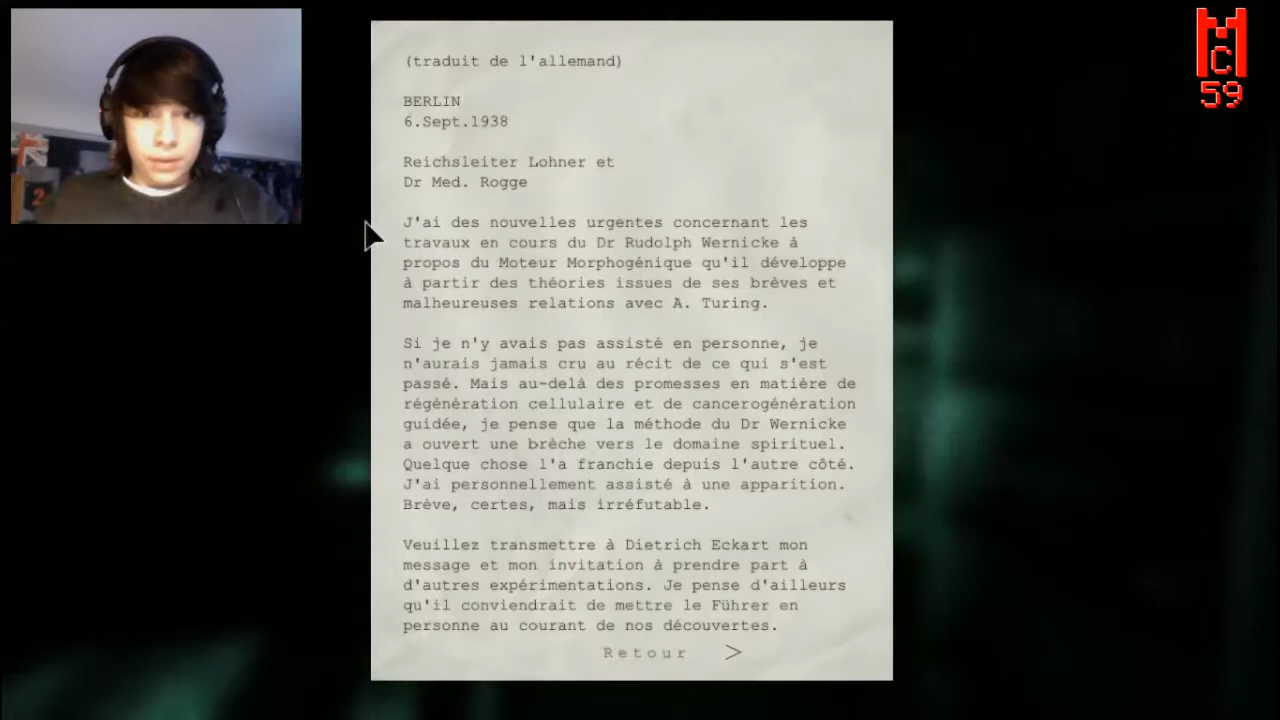 MC
59
(traduit de l'allemand)
BERLIN
6.Sept.1938
Reichsleiter Lohner et
Dr Med. Rogge
J'ai des nouvelles urgentes concernant les
travaux en cours du Dr Rudolph Wernicke à
propos du Moteur Morphogénique qu'il développe
à partir des théories issues de ses brèves et
malheureuses relations avec A. Turing.
Si je n'y avais pas assisté en personne, je
n'aurais jamais cru au récit de ce qui s'est
passé. Mais au-delà des promesses en matière de
régénération cellulaire et de cancerogénération
guidée, je pense que la méthode du Dr Wernicke
a ouvert une brèche vers le domaine spirituel.
Quelque chose l'a franchie depuis l'autre côté.
J'ai personnellement assisté à une apparition.
Brève, certes, mais irréfutable.
Veuillez transmettre à Dietrich Eckart mon
message et mon invitation à prendre part à
d'autres expérimentations. Je pense d'ailleurs
qu'il conviendrait de mettre le Führer en
personne au courant de nos découvertes.
Retour >